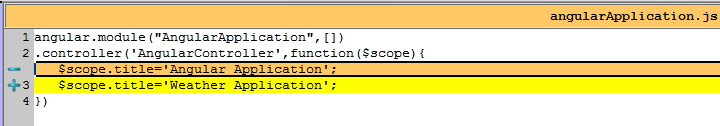 angularApplication.js
1 angular.module("AngularApplication",[])
2 .controller('AngularController',function($scope){
- $scope.title='Angular Application';
+ 3 $scope.title='Weather Application';
4 })